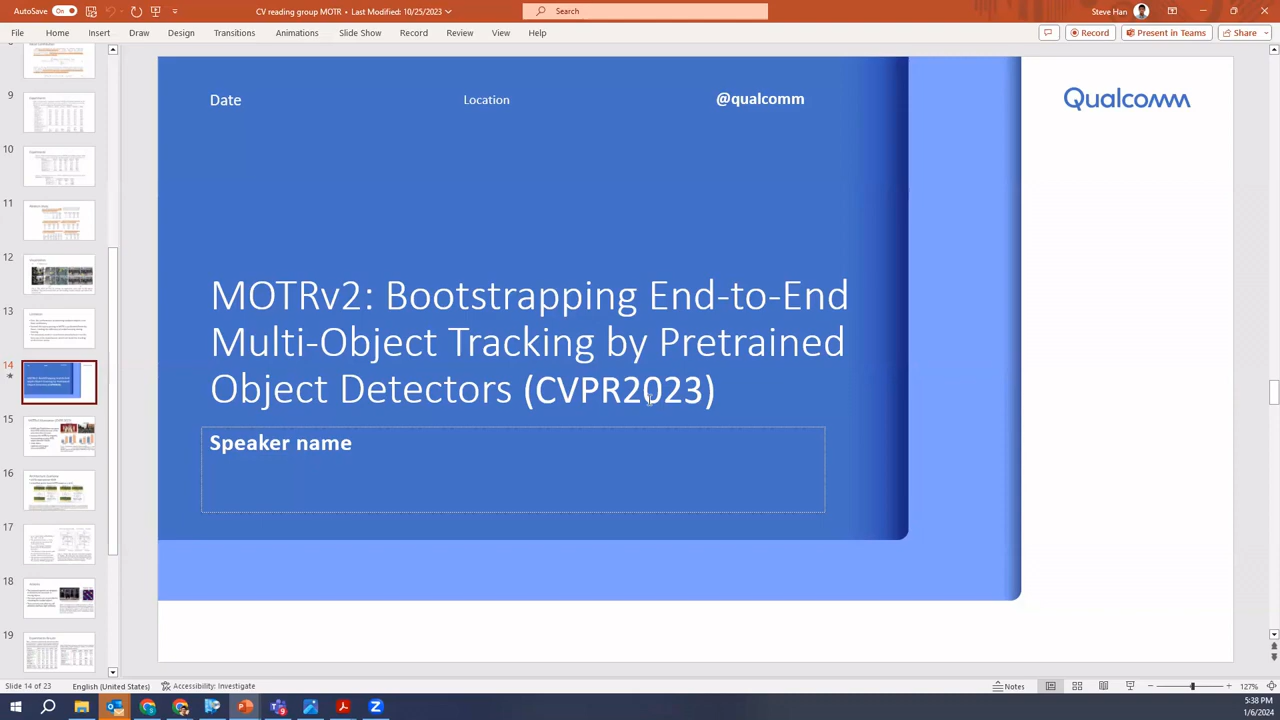 AutoSave On
CV reading group MOTR • Last Modified: 10/25/2023
Search
Steve Han
File Home Insert Draw Design Transitions Animations Slide Show Record Review View Help
Record
Present in Teams
Share
9
10
11
12
13
14
15
16
17
18
19
Date
Location
@qualcomm
Qualcomm
MOTRv2: Bootstrapping End-to-End
Multi-Object Tracking by Pretrained
Object Detectors (CVPR2023)
Speaker name
Slide 14 of 23
English (United States)
Accessibility: Investigate
Notes
127%
5:38 PM
1/6/2024